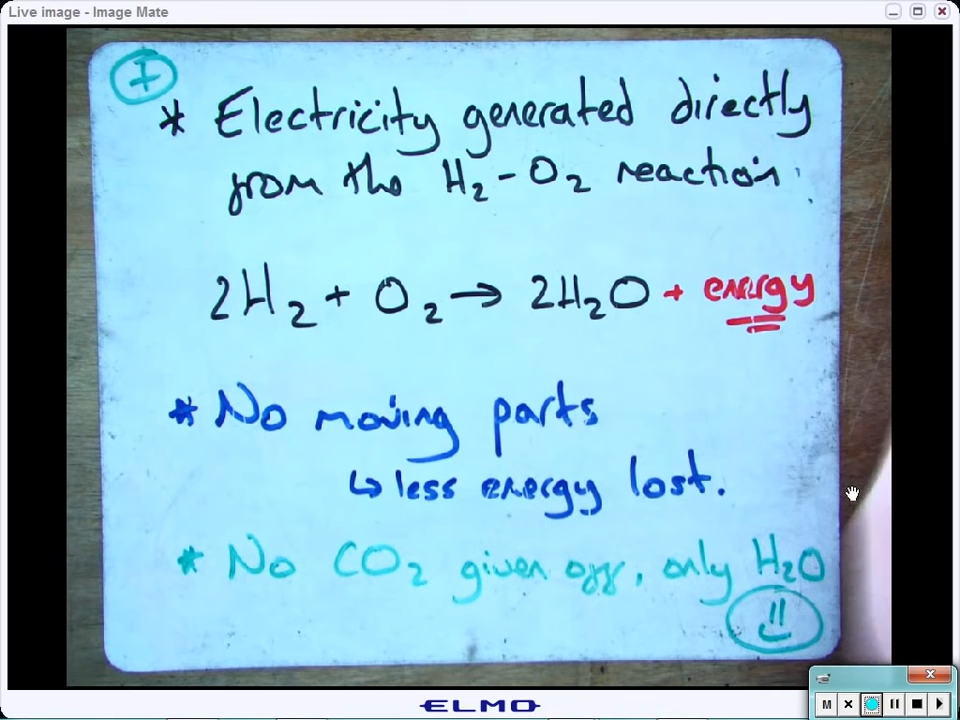 Live image - Image Mate
I
* Electricity generated directly
from the H₂-O₂ reaction.
2H₂ + O₂ → 2H₂O + energy
* No moving parts
↳ less energy lost.
* No CO₂ given off, only H₂O
ELMO
M